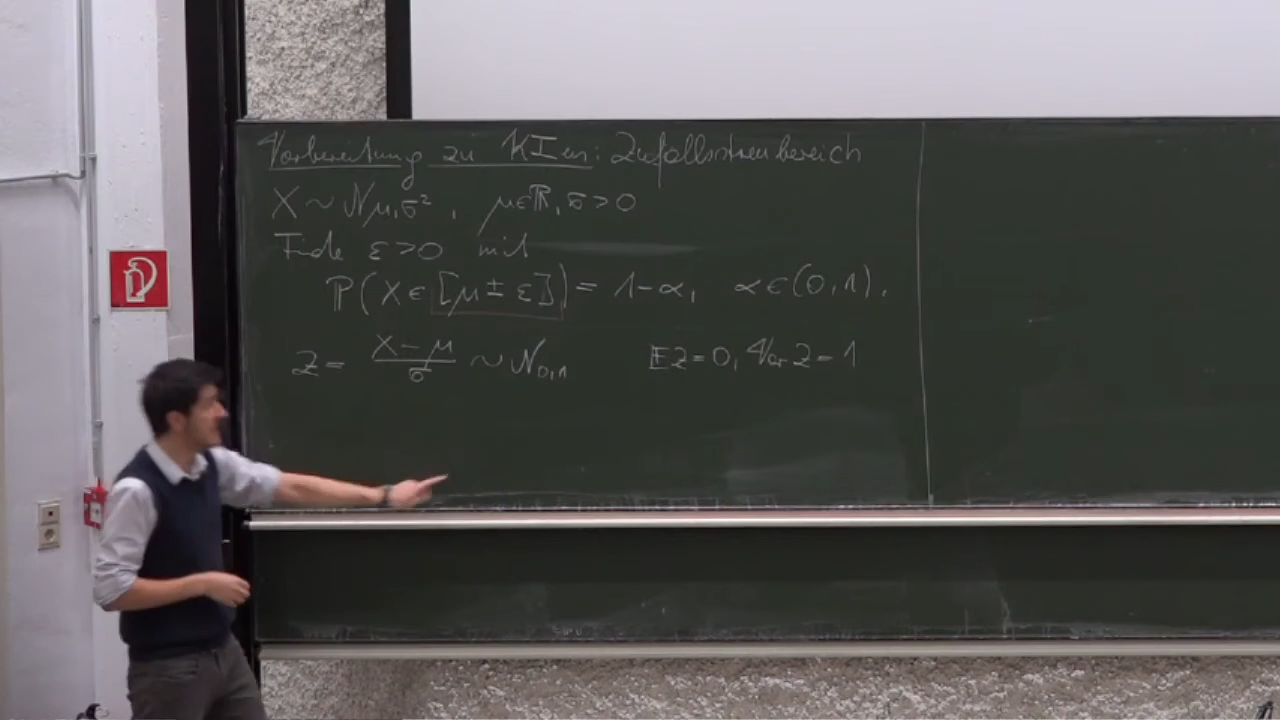 Vorbereitung zu KIen: Zufallsstreubereich
X ~ N_{μ,σ²}, μ∈ℝ, σ>0
Finde ε>0 mit
ℙ(X∈[μ±ε]) = 1-α, α∈(0,1).
Z = (X-μ)/σ ~ N_{0,1} 𝔼Z=0, Var Z=1